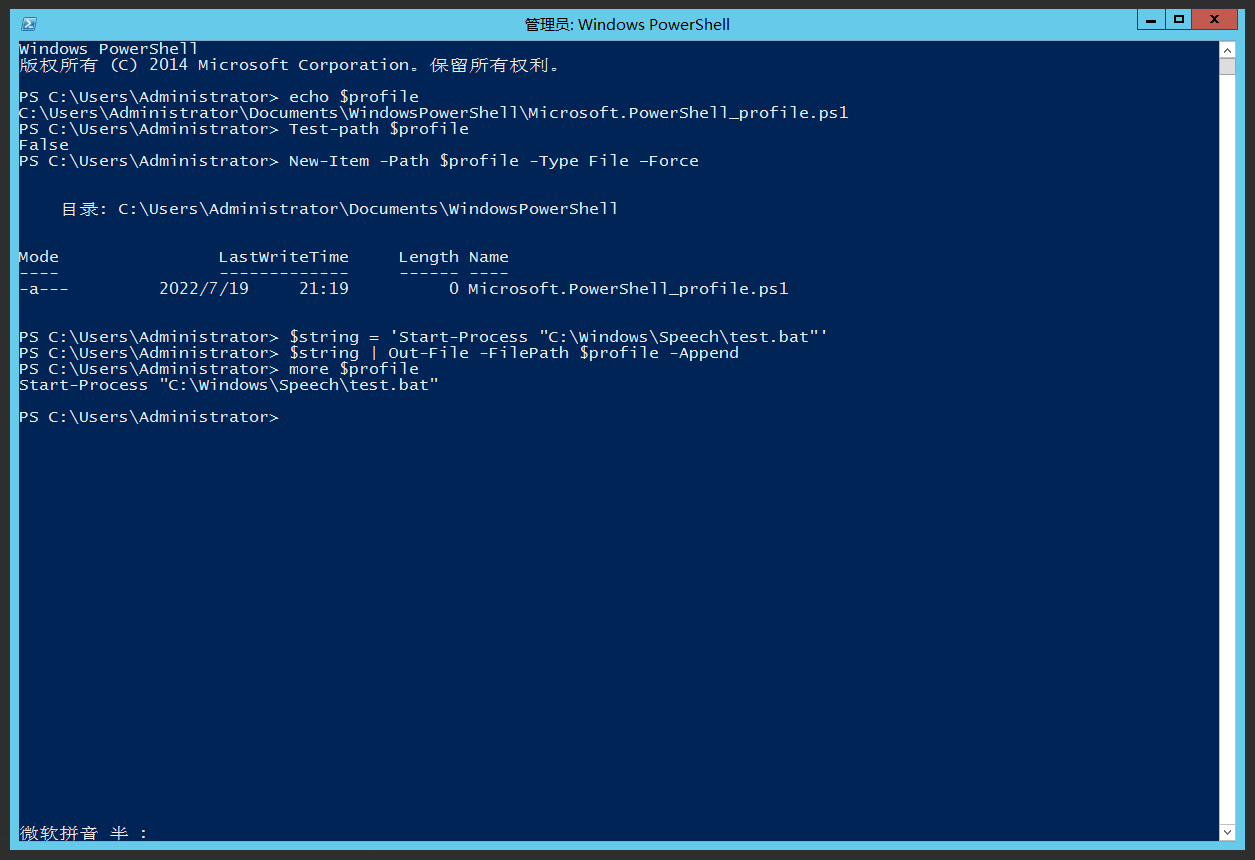 管理员: Windows PowerShell
Windows PowerShell
版权所有 (C) 2014 Microsoft Corporation。保留所有权利。
PS C:\Users\Administrator> echo $profile
C:\Users\Administrator\Documents\WindowsPowerShell\Microsoft.PowerShell_profile.ps1
PS C:\Users\Administrator> Test-path $profile
False
PS C:\Users\Administrator> New-Item -Path $profile -Type File -Force
目录: C:\Users\Administrator\Documents\WindowsPowerShell
Mode                LastWriteTime     Length Name
----                -------------     ------ ----
-a---         2022/7/19     21:19          0 Microsoft.PowerShell_profile.ps1
PS C:\Users\Administrator> $string = 'Start-Process "C:\Windows\Speech\test.bat"'
PS C:\Users\Administrator> $string | Out-File -FilePath $profile -Append
PS C:\Users\Administrator> more $profile
Start-Process "C:\Windows\Speech\test.bat"
PS C:\Users\Administrator>
微软拼音 半 :